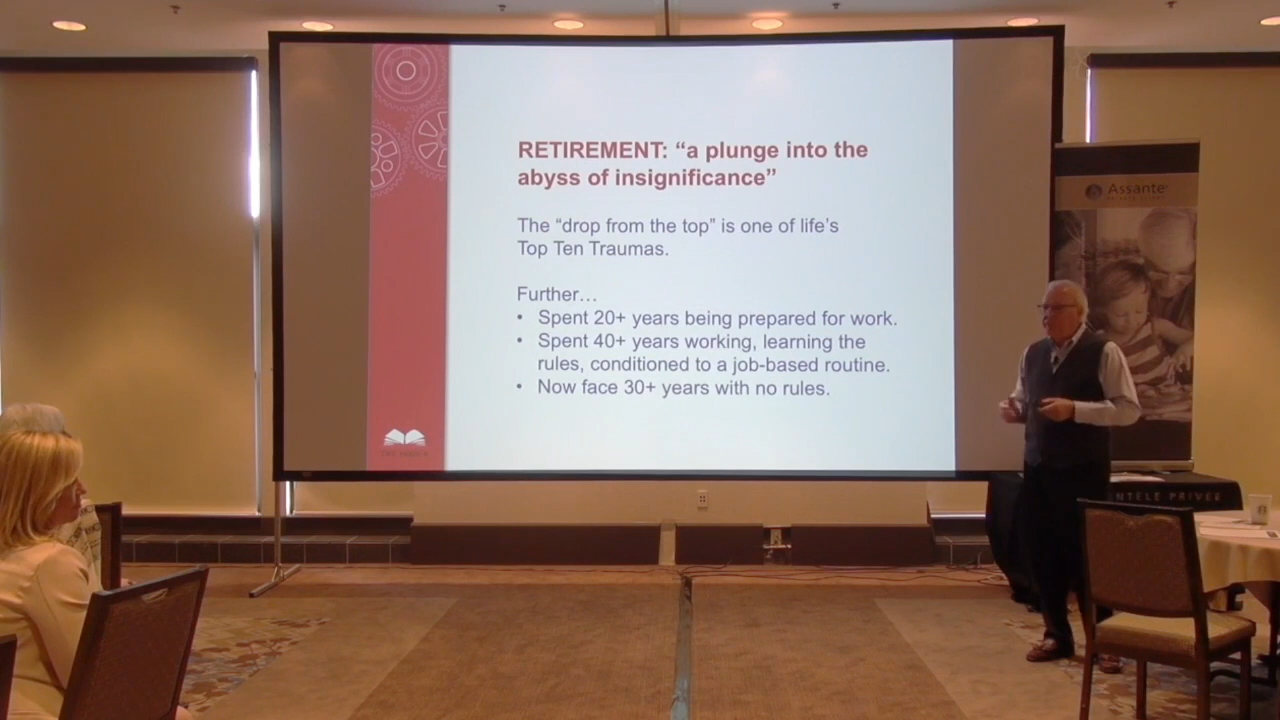 RETIREMENT: “a plunge into the
abyss of insignificance”
The “drop from the top” is one of life’s
Top Ten Traumas.
Further…
• Spent 20+ years being prepared for work.
• Spent 40+ years working, learning the
rules, conditioned to a job-based routine.
• Now face 30+ years with no rules.
Assante
NTÈLE PRIVÉE